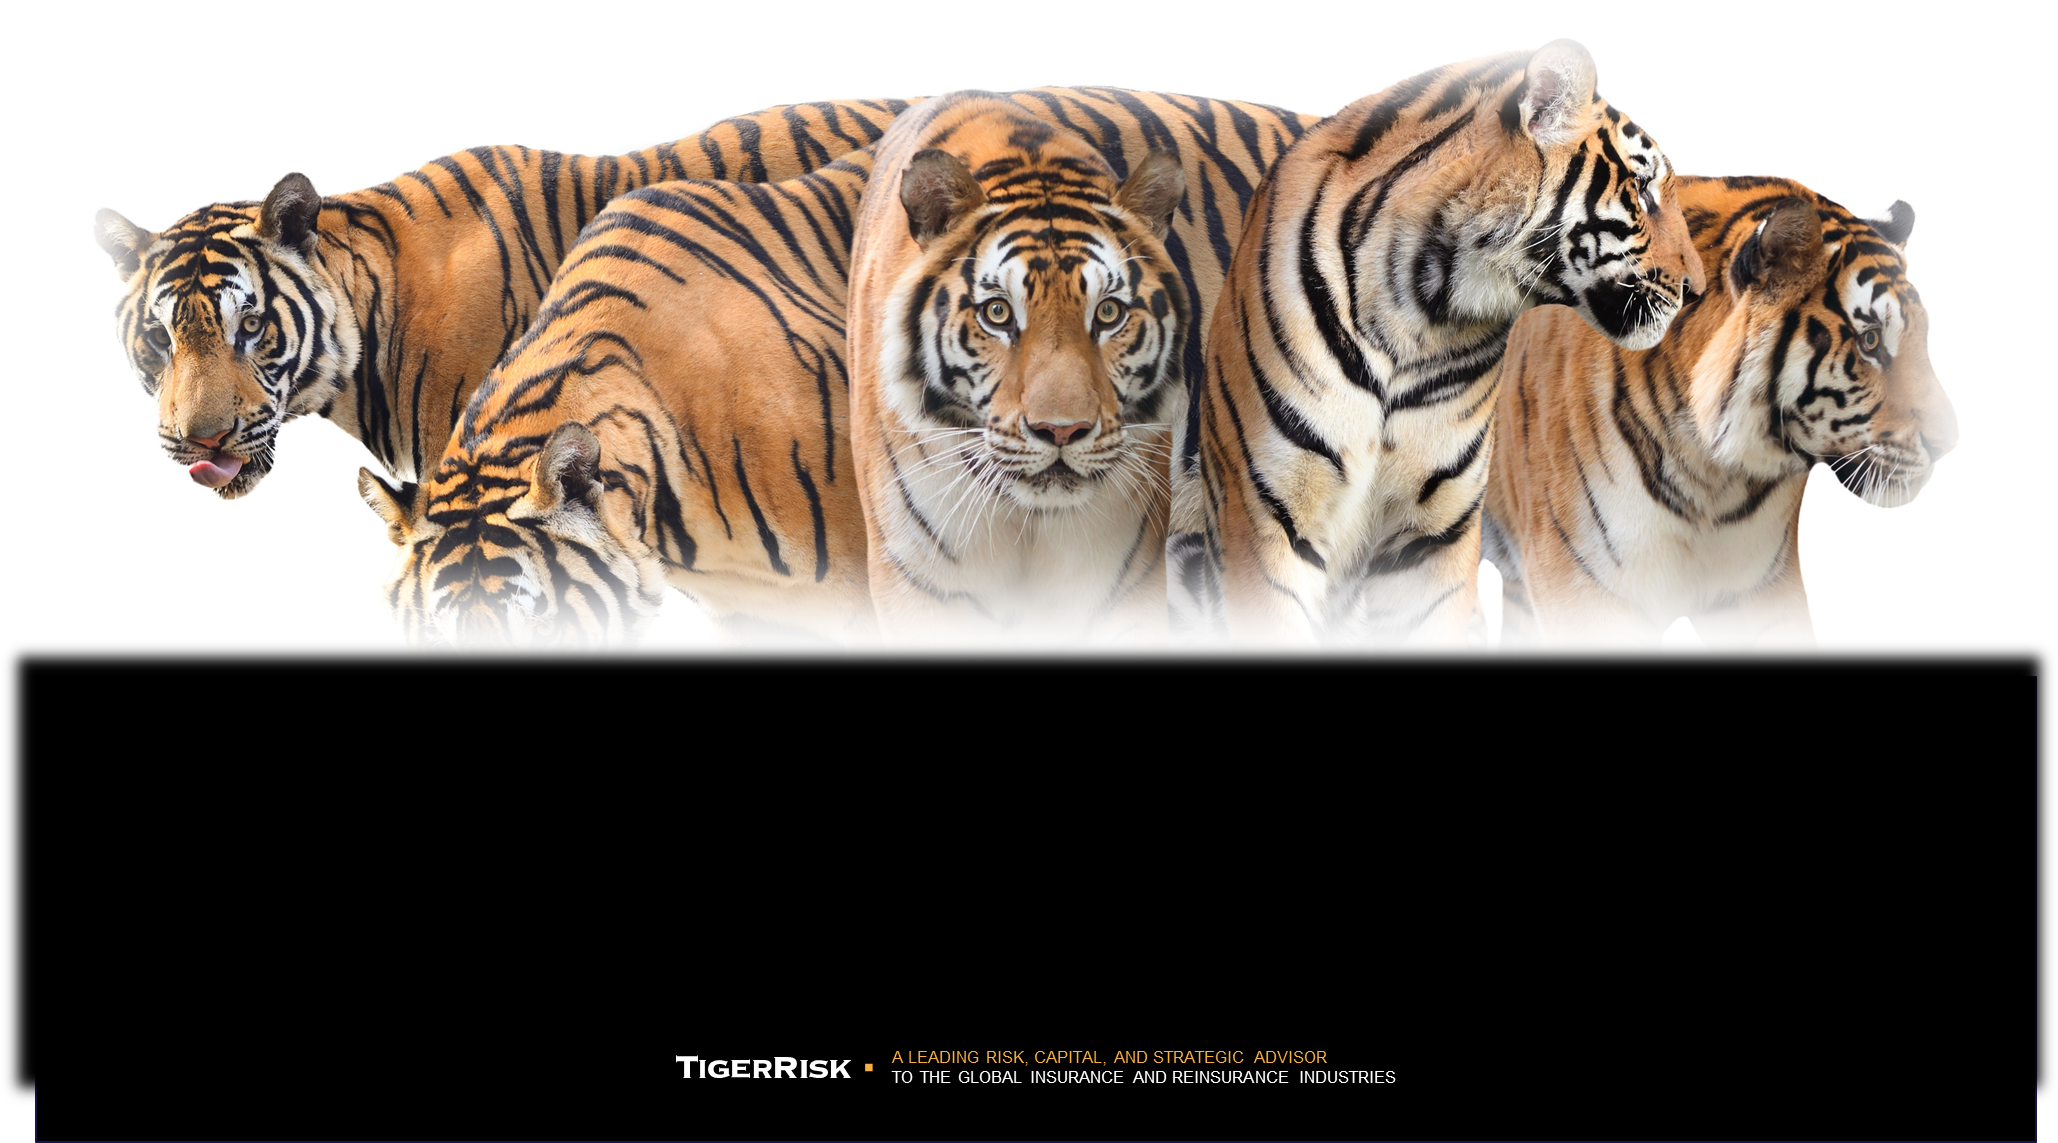 TIGERRISK ▪ A LEADING RISK, CAPITAL, AND STRATEGIC ADVISOR
TO THE GLOBAL INSURANCE AND REINSURANCE INDUSTRIES